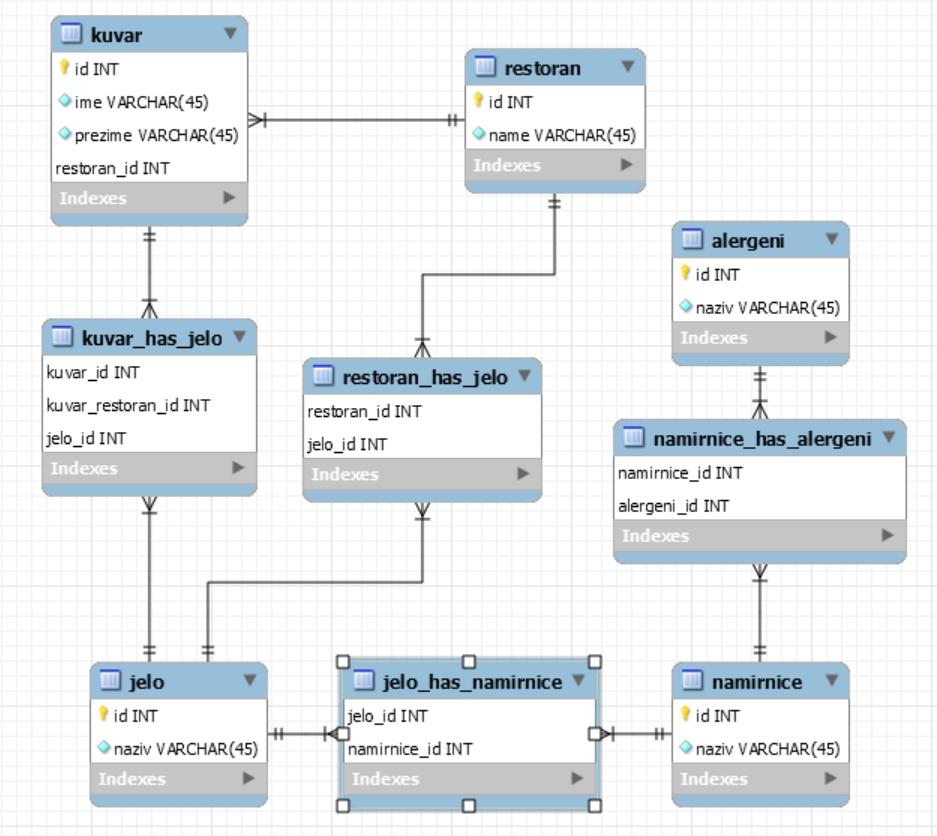 kuvar
id INT
ime VARCHAR(45)
prezime VARCHAR(45)
restoran_id INT
Indexes
restoran
id INT
name VARCHAR(45)
Indexes
alergeni
id INT
naziv VARCHAR(45)
Indexes
kuvar_has_jelo
kuvar_id INT
kuvar_restoran_id INT
jelo_id INT
Indexes
restoran_has_jelo
restoran_id INT
jelo_id INT
Indexes
namirnice_has_alergeni
namirnice_id INT
alergeni_id INT
Indexes
jelo
id INT
naziv VARCHAR(45)
Indexes
jelo_has_namirnice
jelo_id INT
namirnice_id INT
Indexes
namirnice
id INT
naziv VARCHAR(45)
Indexes